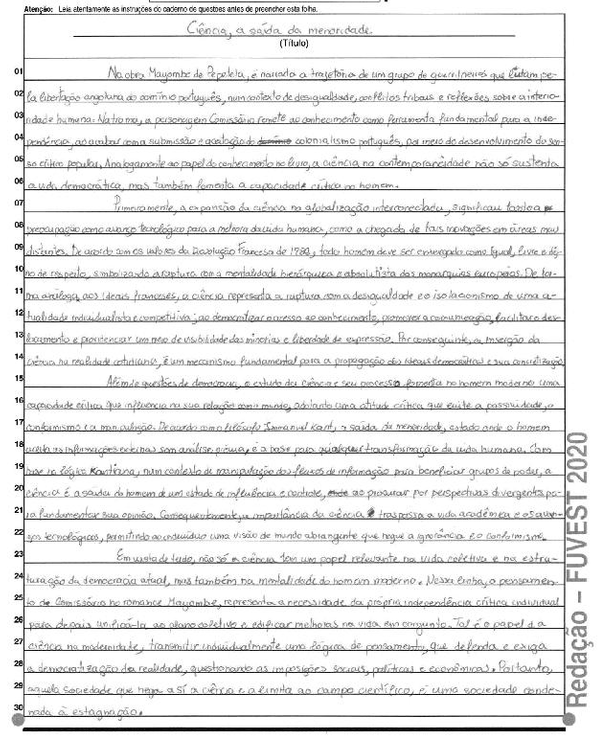 Atenção: Leia atentamente as instruções do caderno de questões antes de preencher esta folha.
Ciência, a saída da menoridade.
(Título)
01 Na obra Mayombe de Pepetela, é narrada a trajetória de um grupo de guerrilheiros que lutam pe-
02 la libertação angolana do domínio português, num contexto de desigualdade, conflitos tribais e reflexões sobre a interio-
03 ridade humana. Na trama, a personagem Comissário remete ao conhecimento como ferramenta fundamental para a inde-
04 pendência, ao acabar com a submissão e aceitação do colonialismo português, por meio do desenvolvimento do sen-
05 so crítico popular. Analogamente ao papel do conhecimento no livro, a ciência na contemporaneidade não só sustenta
06 a vida democrática, mas também fomenta a capacidade crítica no homem.
07 Primeiramente, a expansão da ciência na globalização interconectada, significou tanto a
08 preocupação como avanço tecnológico para a melhoria da vida humana, como a chegada de tais inovações em áreas mais
09 distantes. De acordo com os valores da Revolução Francesa de 1789, todo homem deve ser enxergado como igual, livre e dig-
10 no de respeito, simbolizando a ruptura com a mentalidade hierárquica e absolutista das monarquias europeias. De for-
11 ma análoga aos ideais franceses, a ciência representa a ruptura com a desigualdade e o isolacionismo de uma a-
12 tualidade individualista e competitiva, ao democratizar o acesso ao conhecimento, promover a comunicação, facilitar o des-
13 locamento e providenciar um meio de visibilidade das minorias e liberdade de expressão. Por conseguinte, a inserção da
14 ciência na realidade cotidiana, é um mecanismo fundamental para a propagação dos ideais democráticos e sua concretização.
15 Além de questões de democracia, o estudo da ciência e seu processo fomenta no homem moderno uma
16 capacidade crítica que influencia na sua relação com o mundo, adotando uma atitude crítica que evite a passividade, o
17 conformismo e a manipulação. De acordo com o filósofo Immanuel Kant, a saída da menoridade, estado onde o homem
18 aceita as informações externas sem análise prévia, é a base para qualquer transformação da vida humana. Com
19 base na lógica Kantiana, num contexto de manipulação dos fluxos de informação para beneficiar grupos de poder, a
20 ciência é a saída do homem de um estado de influência e controle, ao procurar por perspectivas divergentes pa-
21 ra fundamentar sua opinião. Consequentemente, a importância da ciência traspassa a vida acadêmica e os avan-
22 ços tecnológicos, permitindo ao indivíduo uma visão de mundo abrangente que negue a ignorância e o conformismo.
23 Em vista de tudo, não só a ciência tem um papel relevante na vida coletiva e na estru-
24 turação da democracia atual, mas também na mentalidade do homem moderno. Nessa linha, o pensamen-
25 to de Comissário no romance Mayombe, representa a necessidade da própria independência crítica individual
26 para depois unificá-la ao plano coletivo e edificar melhoras na vida em conjunto. Tal é o papel da
27 ciência na modernidade, transmitir individualmente uma lógica de pensamento, que defenda e exija
28 a democratização da realidade, questionando as imposições sociais, políticas e econômicas. Portanto,
29 aquela sociedade que nega a si a ciência e a limita ao campo científico, é uma sociedade conde-
30 nada à estagnação.
Redação – FUVEST 2020